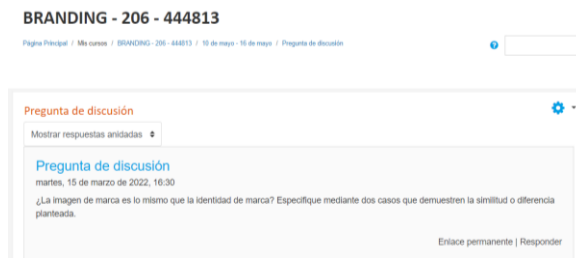 BRANDING - 206 - 444813
Página Principal / Mis cursos / BRANDING - 206 - 444813 / 10 de mayo - 16 de mayo / Pregunta de discusión
Pregunta de discusión
Mostrar respuestas anidadas
Pregunta de discusión
martes, 15 de marzo de 2022, 16:30
¿La imagen de marca es lo mismo que la identidad de marca? Especifique mediante dos casos que demuestren la similitud o diferencia
planteada.
Enlace permanente | Responder